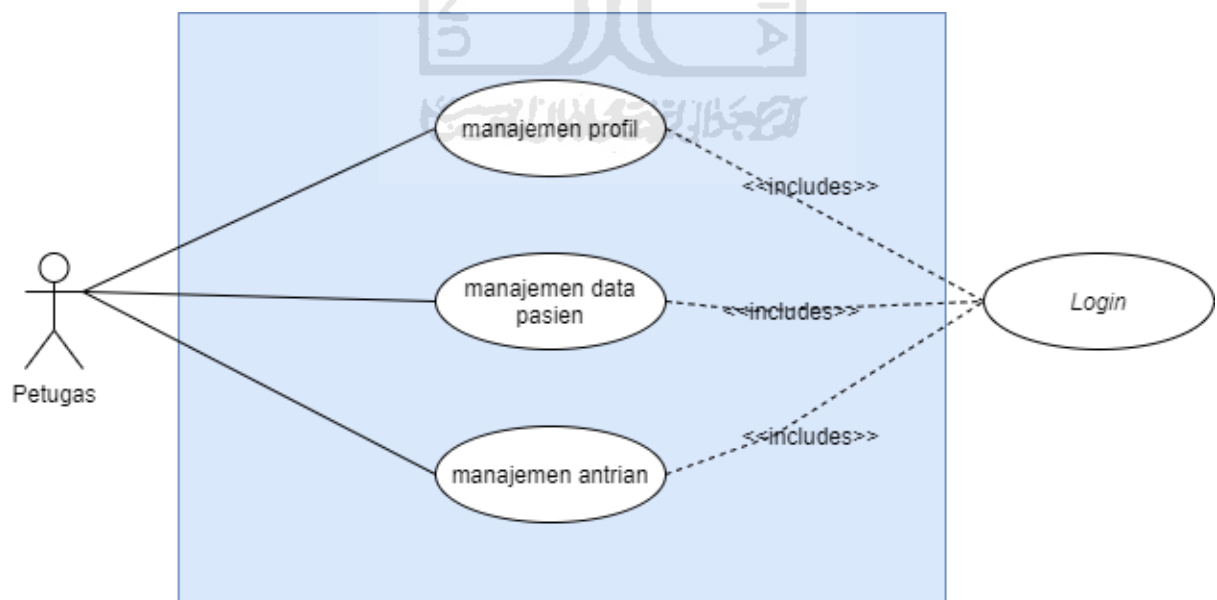 manajemen profil
<<includes>>
manajemen data
pasien
<<includes>>
Login
Petugas
<<includes>>
manajemen antrian